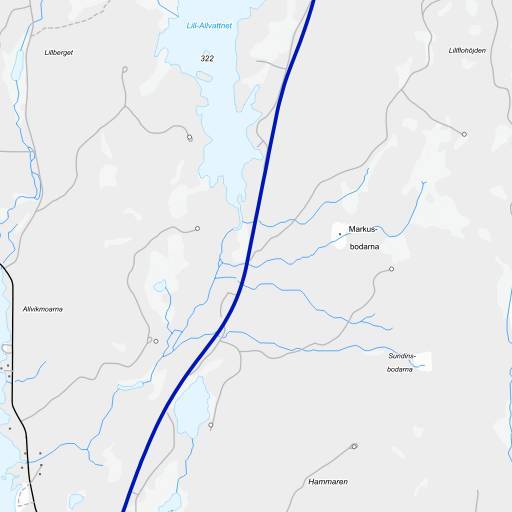 Lill-Allvattnet
Lillberget
Lillflohöjden
322
Markus-
bodarna
Allvikmoarna
Sundins-
bodarna
Hammaren